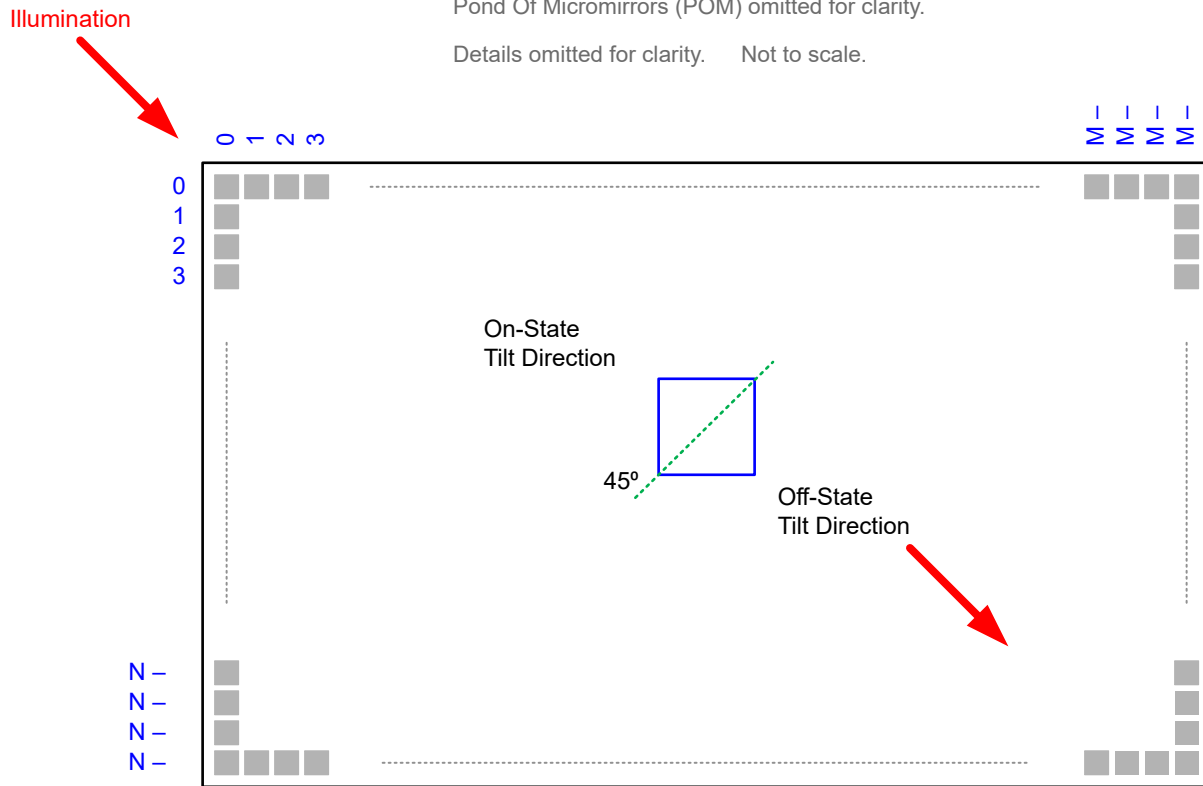 Illumination
Pond Of Micromirrors (POM) omitted for clarity.
Details omitted for clarity. Not to scale.
0 1 2 3
M – M – M – M –
0
1
2
3
On-State
Tilt Direction
45º
Off-State
Tilt Direction
N –
N –
N –
N –